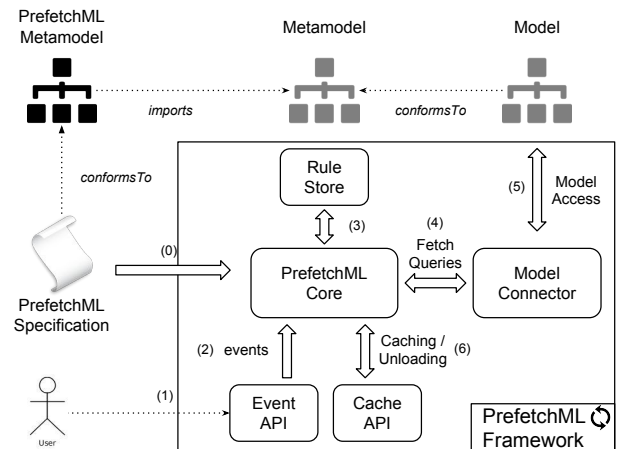 PrefetchML
Metamodel
Metamodel
Model
imports
conformsTo
conformsTo
Rule
Store
(5)
Model
Access
(3)
(4)
Fetch
Queries
(0)
PrefetchML
Core
Model
Connector
PrefetchML
Specification
(2) events
Caching /
Unloading
(6)
(1)
Event
API
Cache
API
User
PrefetchML
Framework